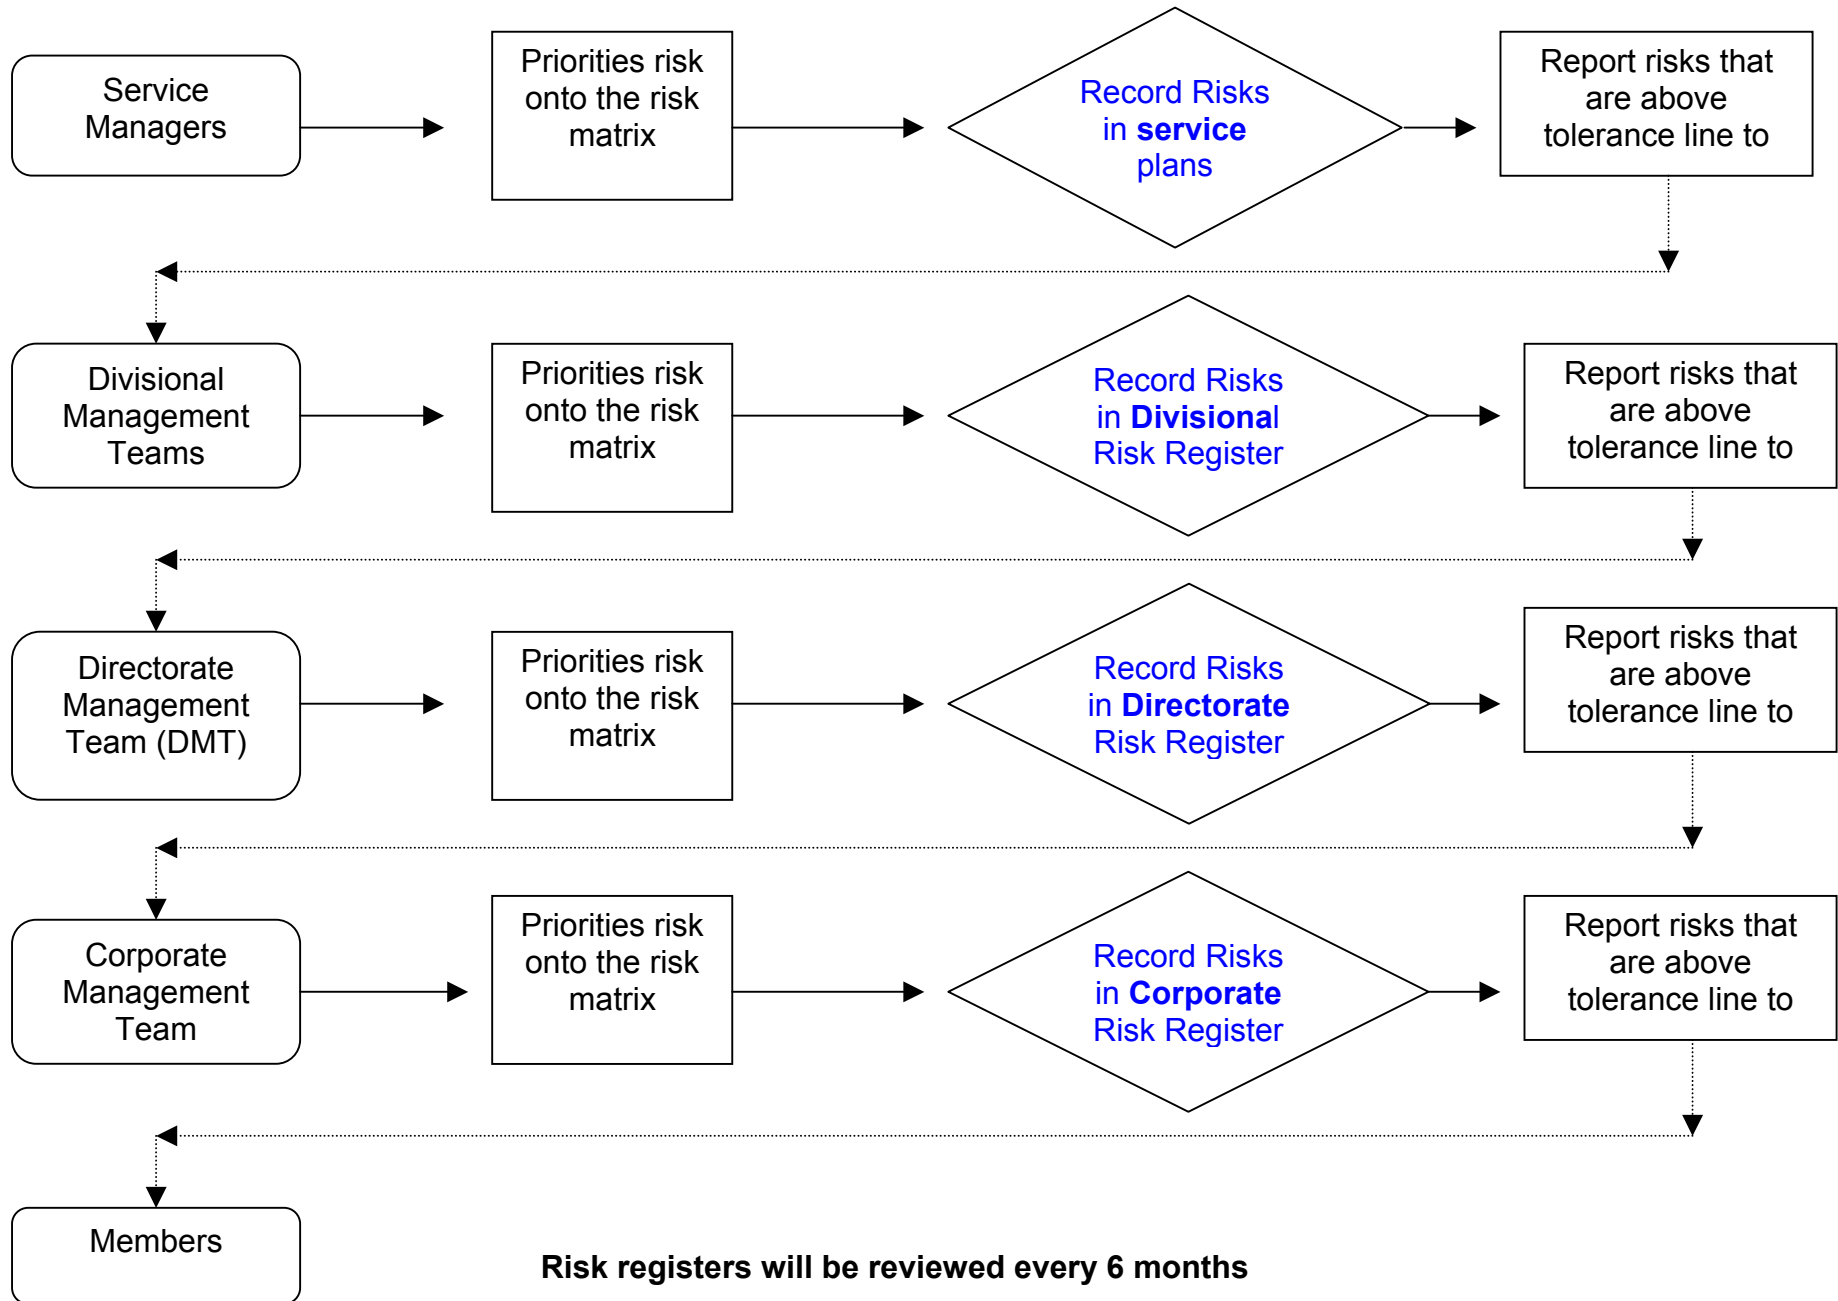 Service
Managers
Priorities risk
onto the risk
matrix
Record Risks
in service
plans
Report risks that
are above
tolerance line to
Divisional
Management
Teams
Priorities risk
onto the risk
matrix
Record Risks
in Divisional
Risk Register
Report risks that
are above
tolerance line to
Directorate
Management
Team (DMT)
Priorities risk
onto the risk
matrix
Record Risks
in Directorate
Risk Register
Report risks that
are above
tolerance line to
Corporate
Management
Team
Priorities risk
onto the risk
matrix
Record Risks
in Corporate
Risk Register
Report risks that
are above
tolerance line to
Members
Risk registers will be reviewed every 6 months